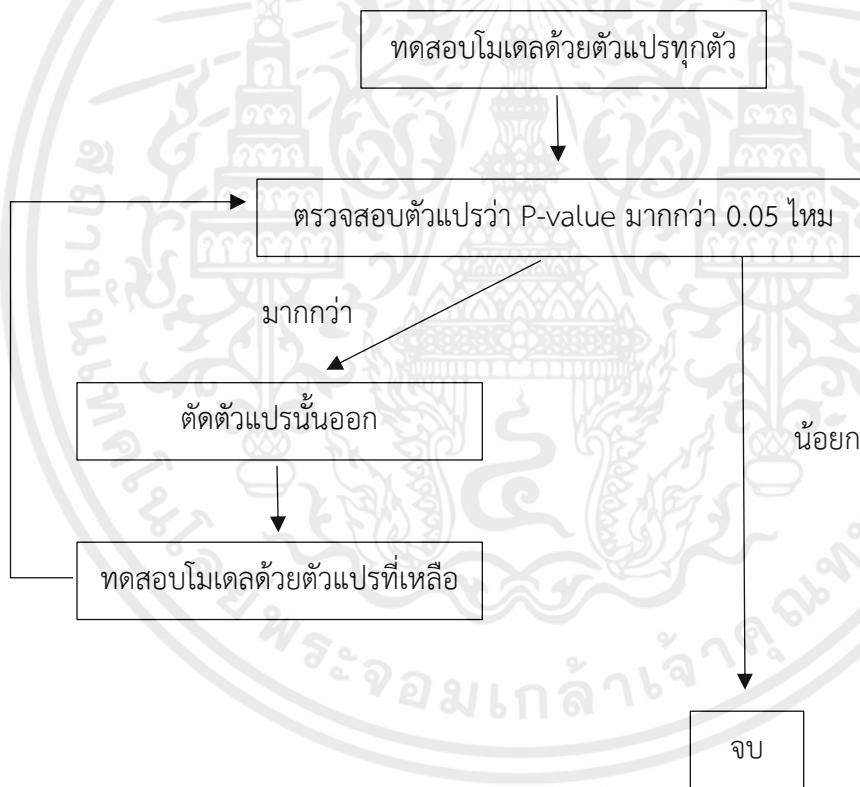 ทดสอบโมเดลด้วยตัวแปรทุกตัว
ตรวจสอบตัวแปรว่า P-value มากกว่า 0.05 ไหม
มากกว่า
ตัดตัวแปรนั้นออก
ทดสอบโมเดลด้วยตัวแปรที่เหลือ
จบ